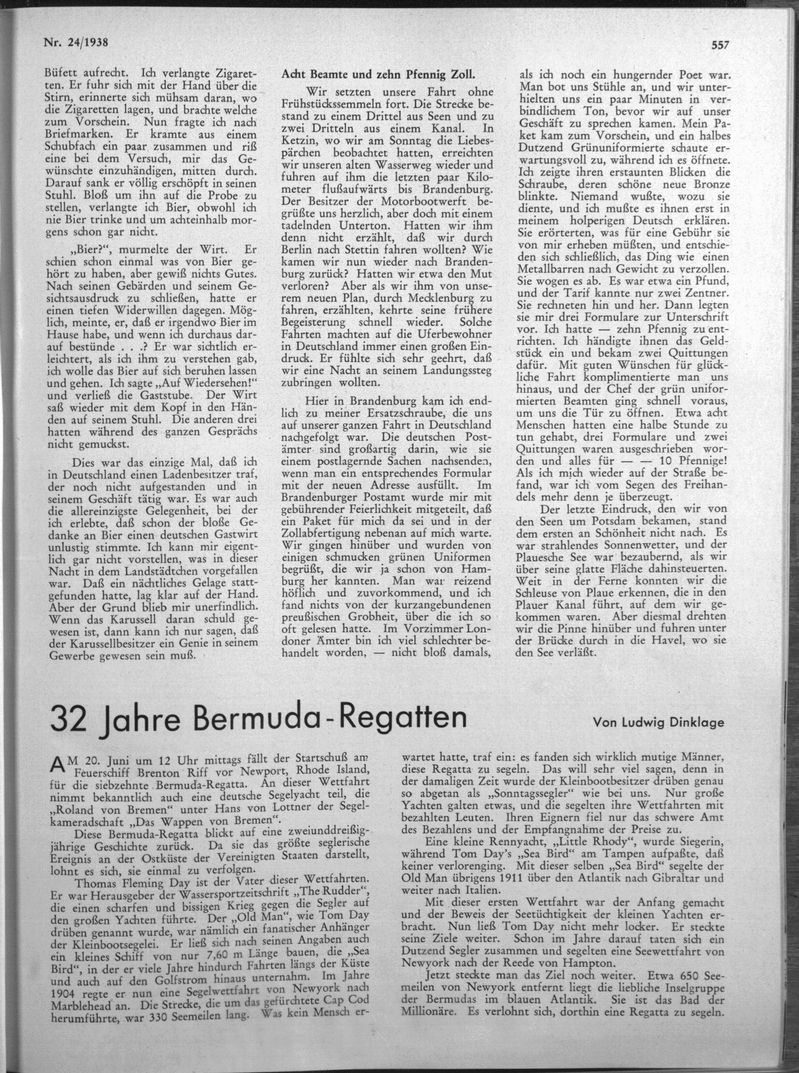 Nr. 24/1938
557
Büfett aufrecht. Ich verlangte Zigaret-
ten. Er fuhr sich mit der Hand über die
Stirn, erinnerte sich mühsam daran, wo
die Zigaretten lagen, und brachte welche
zum Vorschein. Nun fragte ich nach
Briefmarken. Er kramte aus einem
Schubfach ein paar zusammen und riß
eine bei dem Versuch, mir das Ge-
wünschte einzuhändigen, mitten durch.
Darauf sank er völlig erschöpft in seinen
Stuhl. Bloß um ihn auf die Probe zu
stellen, verlangte ich Bier, obwohl ich
nie Bier trinke und um achteinhalb mor-
gens schon gar nicht.
„Bier?“, murmelte der Wirt. Er
schien schon einmal was von Bier ge-
hört zu haben, aber gewiß nichts Gutes.
Nach seinen Gebärden und seinem Ge-
sichtsausdruck zu schließen, hatte er
einen tiefen Widerwillen dagegen. Mög-
lich, meinte, er, daß er irgendwo Bier im
Hause habe, und wenn ich durchaus dar-
auf bestünde . . .? Er war sichtlich er-
leichtert, als ich ihm zu verstehen gab,
ich wolle das Bier auf sich beruhen lassen
und gehen. Ich sagte „Auf Wiedersehen!“
und verließ die Gaststube. Der Wirt
saß wieder mit dem Kopf in den Hän-
den auf seinem Stuhl. Die anderen drei
hatten während des ganzen Gesprächs
nicht gemuckst.
Dies war das einzige Mal, daß ich
in Deutschland einen Ladenbesitzer traf,
der noch nicht aufgestanden und in
seinem Geschäft tätig war. Es war auch
die allereinzigste Gelegenheit, bei der
ich erlebte, daß schon der bloße Ge-
danke an Bier einen deutschen Gastwirt
unlustig stimmte. Ich kann mir eigent-
lich gar nicht vorstellen, was in dieser
Nacht in dem Landstädtchen vorgefallen
war. Daß ein nächtliches Gelage statt-
gefunden hatte, lag klar auf der Hand.
Aber der Grund blieb mir unerfindlich.
Wenn das Karussell daran schuld ge-
wesen ist, dann kann ich nur sagen, daß
der Karussellbesitzer ein Genie in seinem
Gewerbe gewesen sein muß.
Acht Beamte und zehn Pfennig Zoll.
Wir setzten unsere Fahrt ohne
Frühstückssemmeln fort. Die Strecke be-
stand zu einem Drittel aus Seen und zu
zwei Dritteln aus einem Kanal. In
Ketzin, wo wir am Sonntag die Liebes-
pärchen beobachtet hatten, erreichten
wir unseren alten Wasserweg wieder und
fuhren auf ihm die letzten paar Kilo-
meter flußaufwärts bis Brandenburg.
Der Besitzer der Motorbootwerft be-
grüßte uns herzlich, aber doch mit einem
tadelnden Unterton. Hatten wir ihm
denn nicht erzählt, daß wir durch
Berlin nach Stettin fahren wollten? Wie
kamen wir nun wieder nach Branden-
burg zurück? Hatten wir etwa den Mut
verloren? Aber als wir ihm von unse-
rem neuen Plan, durch Mecklenburg zu
fahren, erzählten, kehrte seine frühere
Begeisterung schnell wieder. Solche
Fahrten machten auf die Uferbewohner
in Deutschland immer einen großen Ein-
druck. Er fühlte sich sehr geehrt, daß
wir eine Nacht an seinem Landungssteg
zubringen wollten.
Hier in Brandenburg kam ich end-
lich zu meiner Ersatzschraube, die uns
auf unserer ganzen Fahrt in Deutschland
nachgefolgt war. Die deutschen Post-
ämter sind großartig darin, wie sie
einem postlagernde Sachen nachsenden,
wenn man ein entsprechendes Formular
mit der neuen Adresse ausfüllt. Im
Brandenburger Postamt wurde mir mit
gebührender Feierlichkeit mitgeteilt, daß
ein Paket für mich da sei und in der
Zollabfertigung nebenan auf mich warte.
Wir gingen hinüber und wurden von
einigen schmucken grünen Uniformen
begrüßt, die wir ja schon von Ham-
burg her kannten. Man war reizend
höflich und zuvorkommend, und ich
fand nichts von der kurzangebundenen
preußischen Grobheit, über die ich so
oft gelesen hatte. Im Vorzimmer Lon-
doner Ämter bin ich viel schlechter be-
handelt worden, — nicht bloß damals,
als ich noch ein hungernder Poet war.
Man bot uns Stühle an, und wir unter-
hielten uns ein paar Minuten in ver-
bindlichem Ton, bevor wir auf unser
Geschäft zu sprechen kamen. Mein Pa-
ket kam zum Vorschein, und ein halbes
Dutzend Grünuniformierte schaute er-
wartungsvoll zu, während ich es öffnete.
Ich zeigte ihren erstaunten Blicken die
Schraube, deren schöne neue Bronze
blinkte. Niemand wußte, wozu sie
diente, und ich mußte es ihnen erst in
meinem holperigen Deutsch erklären.
Sie erörterten, was für eine Gebühr sie
von mir erheben müßten, und entschie-
den sich schließlich, das Ding wie einen
Metallbarren nach Gewicht zu verzollen.
Sie wogen es ab. Es war etwa ein Pfund,
und der Tarif kannte nur zwei Zentner.
Sie rechneten hin und her. Dann legten
sie mir drei Formulare zur Unterschrift
vor. Ich hatte — zehn Pfennig zu ent-
richten. Ich händigte ihnen das Geld-
stück ein und bekam zwei Quittungen
dafür. Mit guten Wünschen für glück-
liche Fahrt komplimentierte man uns
hinaus, und der Chef der grün unifor-
mierten Beamten ging schnell voraus,
um uns die Tür zu öffnen. Etwa acht
Menschen hatten eine halbe Stunde zu
tun gehabt, drei Formulare und zwei
Quittungen waren ausgeschrieben wor-
den und alles für — — 10 Pfennige!
Als ich mich wieder auf der Straße be-
fand, war ich vom Segen des Freihan-
dels mehr denn je überzeugt.
Der letzte Eindruck, den wir von
den Seen um Potsdam bekamen, stand
dem ersten an Schönheit nicht nach. Es
war strahlendes Sonnenwetter, und der
Plauesche See war bezaubernd, als wir
über seine glatte Fläche dahinsteuerten.
Weit in der Ferne konnten wir die
Schleuse von Plaue erkennen, die in den
Plauer Kanal führt, auf dem wir ge-
kommen waren. Aber diesmal drehten
wir die Pinne hinüber und fuhren unter
der Brücke durch in die Havel, wo sie
den See verläßt.
32 Jahre Bermuda-Regatten
Von Ludwig Dinklage
AM 20. Juni um 12 Uhr mittags fällt der Startschuß am
Feuerschiff Brenton Riff vor Newport, Rhode Island,
für die siebzehnte Bermuda-Regatta. An dieser Wettfahrt
nimmt bekanntlich auch eine deutsche Segelyacht teil, die
„Roland von Bremen“ unter Hans von Lottner der Segel-
kameradschaft „Das Wappen von Bremen“.
Diese Bermuda-Regatta blickt auf eine zweiunddreißig-
jährige Geschichte zurück. Da sie das größte seglerische
Ereignis an der Ostküste der Vereinigten Staaten darstellt,
lohnt es sich, sie einmal zu verfolgen.
Thomas Fleming Day ist der Vater dieser Wettfahrten.
Er war Herausgeber der Wassersportzeitschrift „The Rudder“,
die einen scharfen und bissigen Krieg gegen die Segler auf
den großen Yachten führte. Der „Old Man“, wie Tom Day
drüben genannt wurde, war nämlich ein fanatischer Anhänger
der Kleinbootsegelei. Er ließ sich nach seinen Angaben auch
ein kleines Schiff von nur 7,60 m Länge bauen, die „Sea
Bird“, in der er viele Jahre hindurch Fahrten längs der Küste
und auch auf den Golfstrom hinaus unternahm. Im Jahre
1904 regte er nun eine Segelwettfahrt von Newyork nach
Marblehead an. Die Strecke, die um das gefürchtete Cap Cod
herumführte, war 330 Seemeilen lang. Was kein Mensch er-
wartet hatte, traf ein: es fanden sich wirklich mutige Männer,
diese Regatta zu segeln. Das will sehr viel sagen, denn in
der damaligen Zeit wurde der Kleinbootbesitzer drüben genau
so abgetan als „Sonntagssegler“ wie bei uns. Nur große
Yachten galten etwas, und die segelten ihre Wettfahrten mit
bezahlten Leuten. Ihren Eignern fiel nur das schwere Amt
des Bezahlens und der Empfangnahme der Preise zu.
Eine kleine Rennyacht, „Little Rhody“, wurde Siegerin,
während Tom Day's „Sea Bird“ am Tampen aufpaßte, daß
keiner verlorenging. Mit dieser selben „Sea Bird“ segelte der
Old Man übrigens 1911 über den Atlantik nach Gibraltar und
weiter nach Italien.
Mit dieser ersten Wettfahrt war der Anfang gemacht
und der Beweis der Seetüchtigkeit der kleinen Yachten er-
bracht. Nun ließ Tom Day nicht mehr locker. Er steckte
seine Ziele weiter. Schon im Jahre darauf taten sich ein
Dutzend Segler zusammen und segelten eine Seewettfahrt von
Newyork nach der Reede von Hampton.
Jetzt steckte man das Ziel noch weiter. Etwa 650 See-
meilen von Newyork entfernt liegt die liebliche Inselgruppe
der Bermudas im blauen Atlantik. Sie ist das Bad der
Millionäre. Es verlohnt sich, dorthin eine Regatta zu segeln.